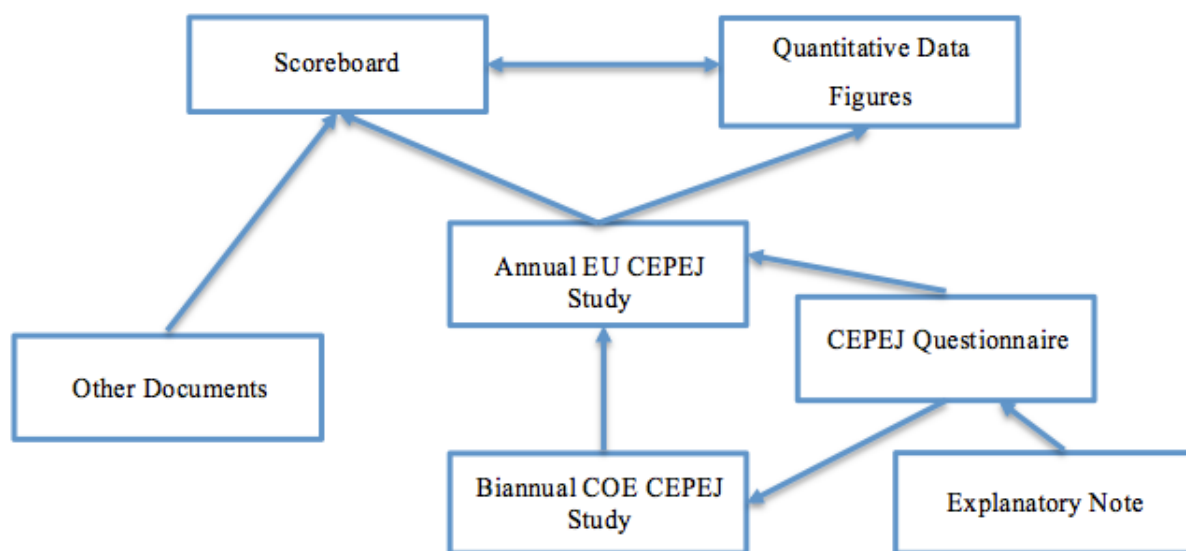 Scoreboard
Quantitative Data
Figures
Annual EU CEPEJ
Study
CEPEJ Questionnaire
Other Documents
Biannual COE CEPEJ
Study
Explanatory Note